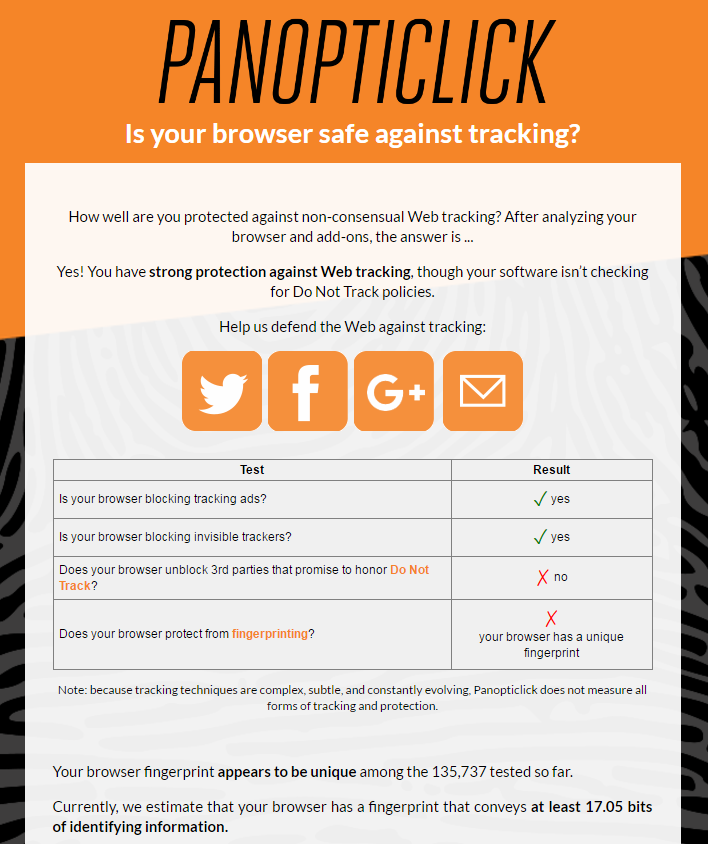 PANOPTICLICK
Is your browser safe against tracking?
How well are you protected against non-consensual Web tracking? After analyzing your
browser and add-ons, the answer is ...
Yes! You have strong protection against Web tracking, though your software isn't checking
for Do Not Track policies.
Help us defend the Web against tracking:
Test Result
Is your browser blocking tracking ads? ✓ yes
Is your browser blocking invisible trackers? ✓ yes
Does your browser unblock 3rd parties that promise to honor Do Not
Track? ✗ no
Does your browser protect from fingerprinting? ✗
your browser has a unique
fingerprint
Note: because tracking techniques are complex, subtle, and constantly evolving, Panopticlick does not measure all
forms of tracking and protection.
Your browser fingerprint appears to be unique among the 135,737 tested so far.
Currently, we estimate that your browser has a fingerprint that conveys at least 17.05 bits
of identifying information.